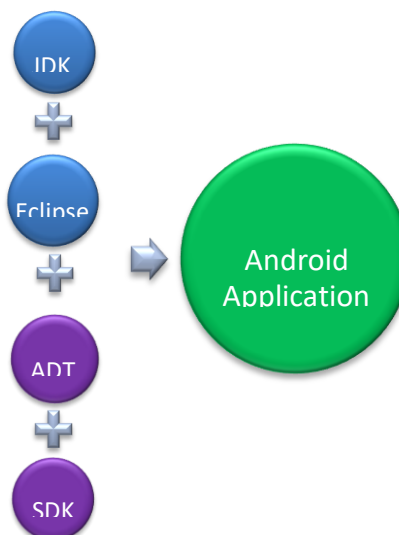 JDK
Eclipse
ADT
SDK
Android
Application